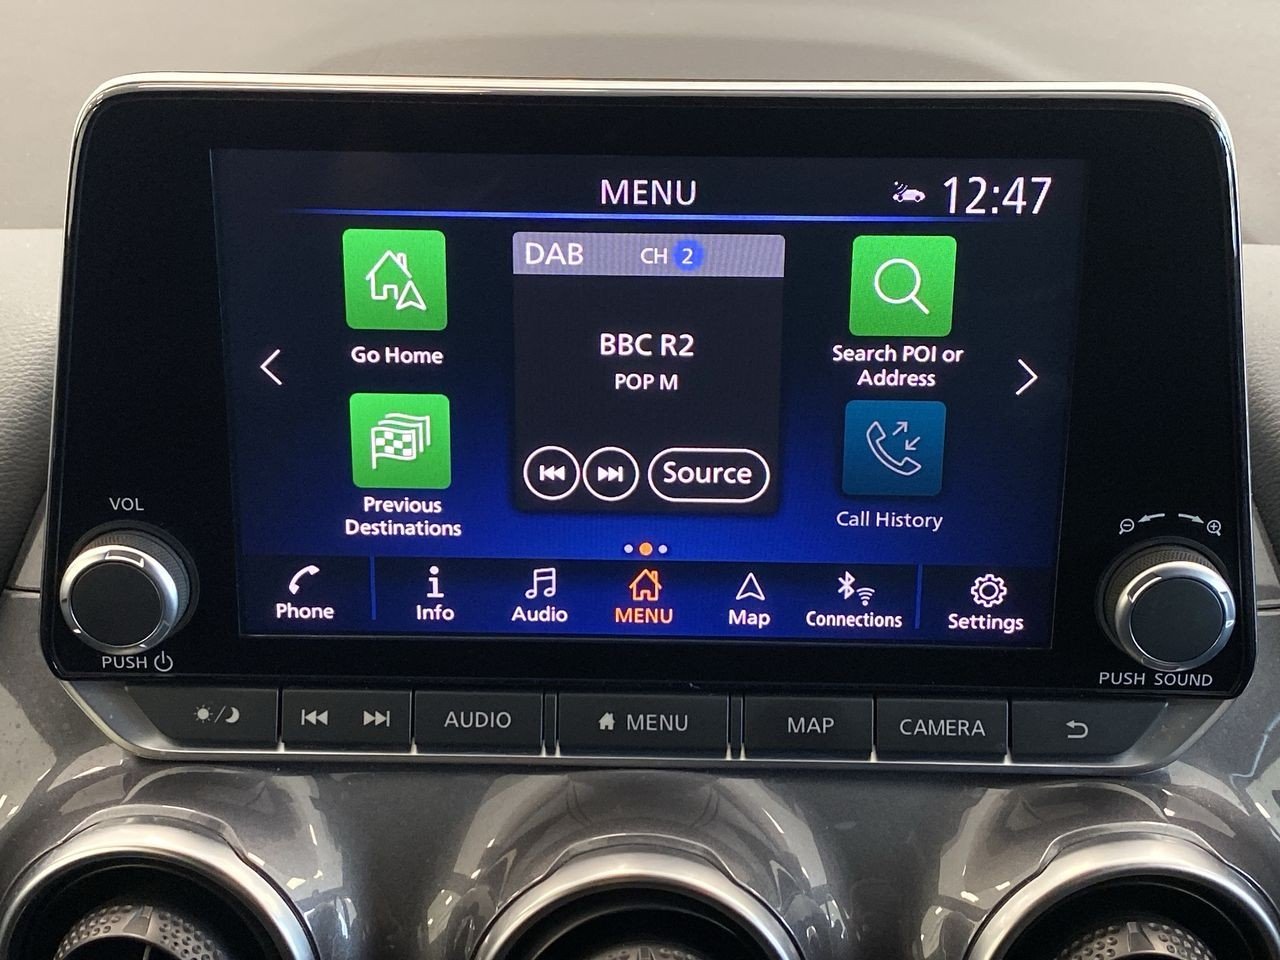 MENU
12:47
DAB CH 2
Go Home
BBC R2
POP M
Search POI or
Address
Previous
Destinations
Source
Call History
Phone
Info
Audio
MENU
Map
Connections
Settings
VOL
PUSH
PUSH SOUND
AUDIO
MENU
MAP
CAMERA